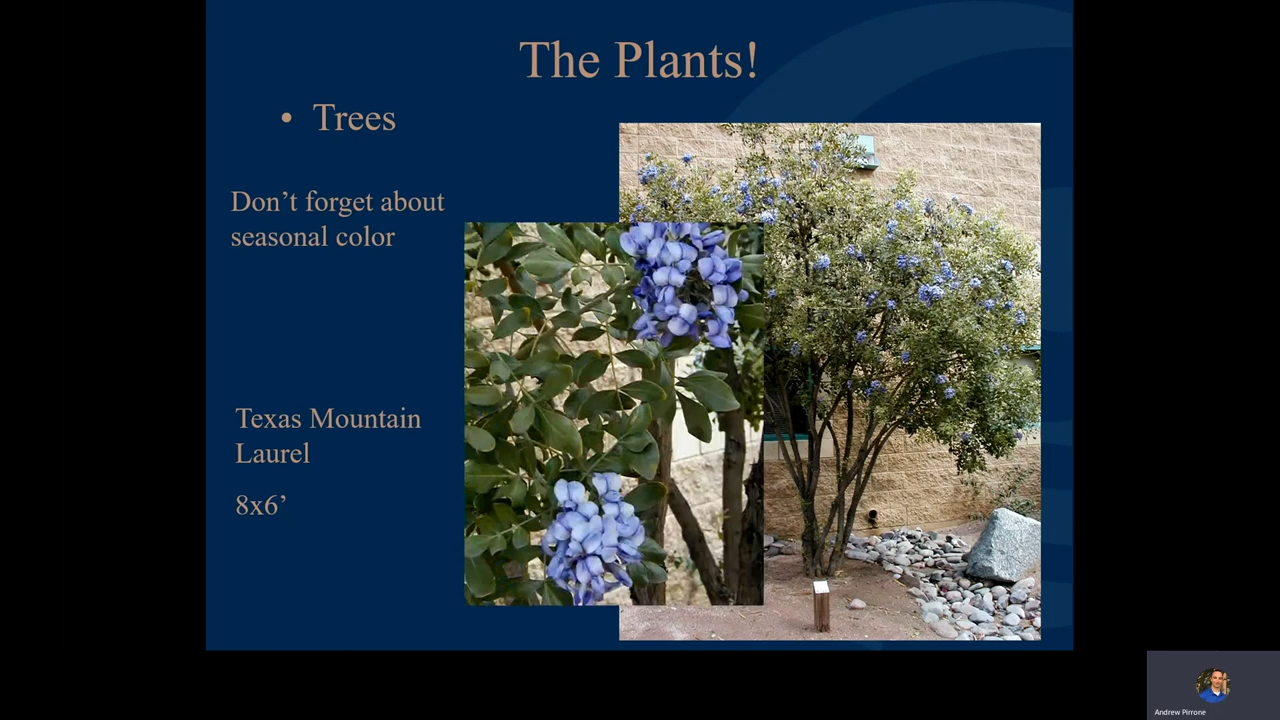 The Plants!
• Trees
Don’t forget about
seasonal color
Texas Mountain
Laurel
8x6’
Andrew Pirrone